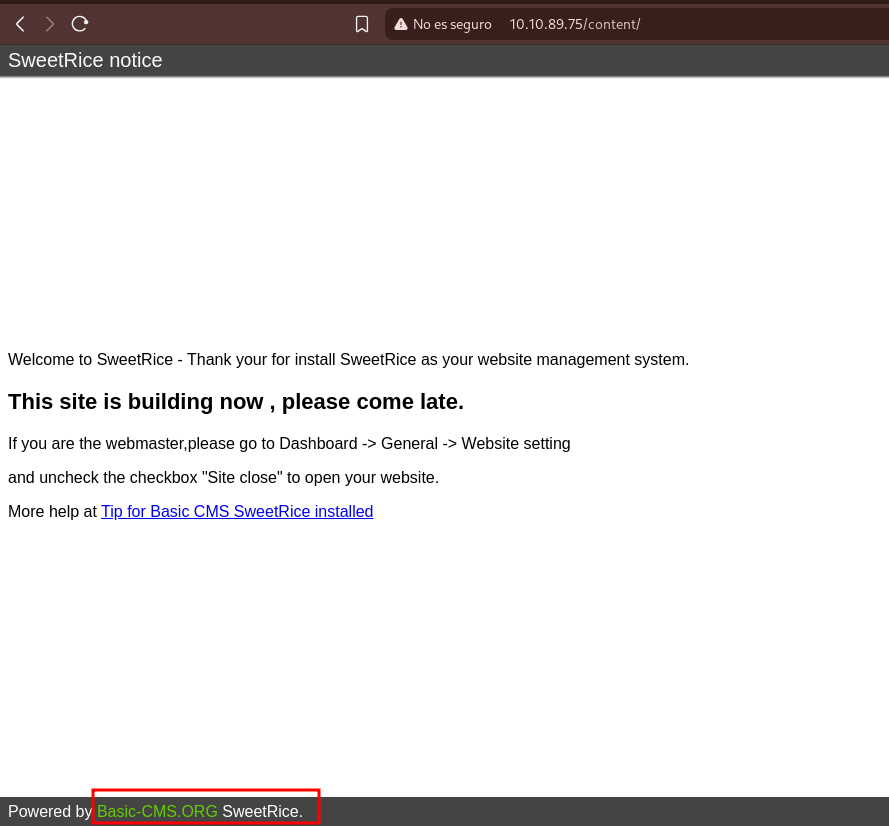 No es seguro 10.10.89.75/content/
SweetRice notice
Welcome to SweetRice - Thank your for install SweetRice as your website management system.
This site is building now , please come late.
If you are the webmaster,please go to Dashboard -> General -> Website setting
and uncheck the checkbox "Site close" to open your website.
More help at Tip for Basic CMS SweetRice installed
Powered by Basic-CMS.ORG SweetRice.